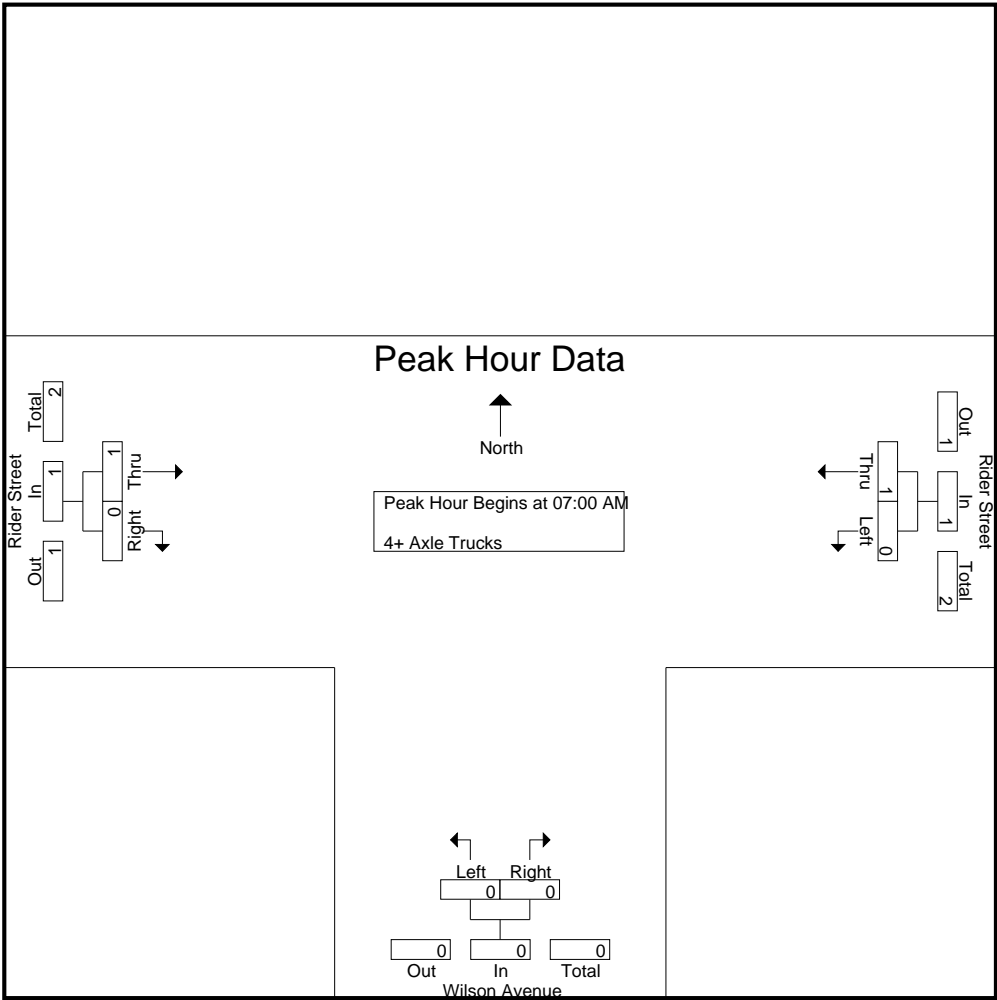 Peak Hour Data
North
Peak Hour Begins at 07:00 AM
4+ Axle Trucks
Rider Street
Total
2
In
1
Out
1
Thru
1
Right
0
Rider Street
Out
1
In
1
Total
2
Thru
1
Left
0
Left
Right
0
0
0
0
0
Out
In
Total
Wilson Avenue